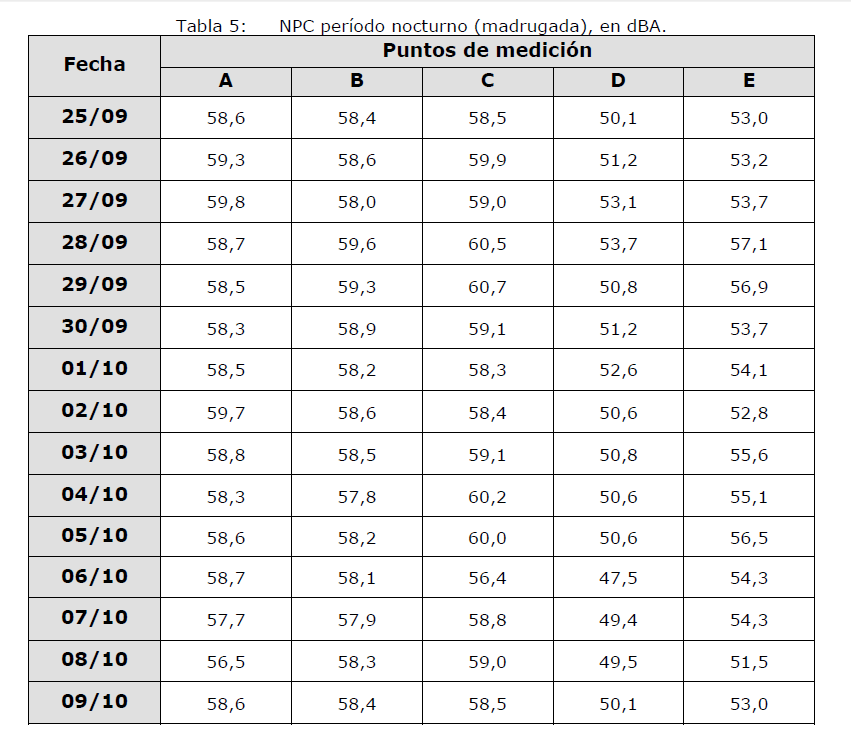 Tabla 5: NPC período nocturno (madrugada), en dBA.
Fecha Puntos de medición
A B C D E
25/09 58,6 58,4 58,5 50,1 53,0
26/09 59,3 58,6 59,9 51,2 53,2
27/09 59,8 58,0 59,0 53,1 53,7
28/09 58,7 59,6 60,5 53,7 57,1
29/09 58,5 59,3 60,7 50,8 56,9
30/09 58,3 58,9 59,1 51,2 53,7
01/10 58,5 58,2 58,3 52,6 54,1
02/10 59,7 58,6 58,4 50,6 52,8
03/10 58,8 58,5 59,1 50,8 55,6
04/10 58,3 57,8 60,2 50,6 55,1
05/10 58,6 58,2 60,0 50,6 56,5
06/10 58,7 58,1 56,4 47,5 54,3
07/10 57,7 57,9 58,8 49,4 54,3
08/10 56,5 58,3 59,0 49,5 51,5
09/10 58,6 58,4 58,5 50,1 53,0